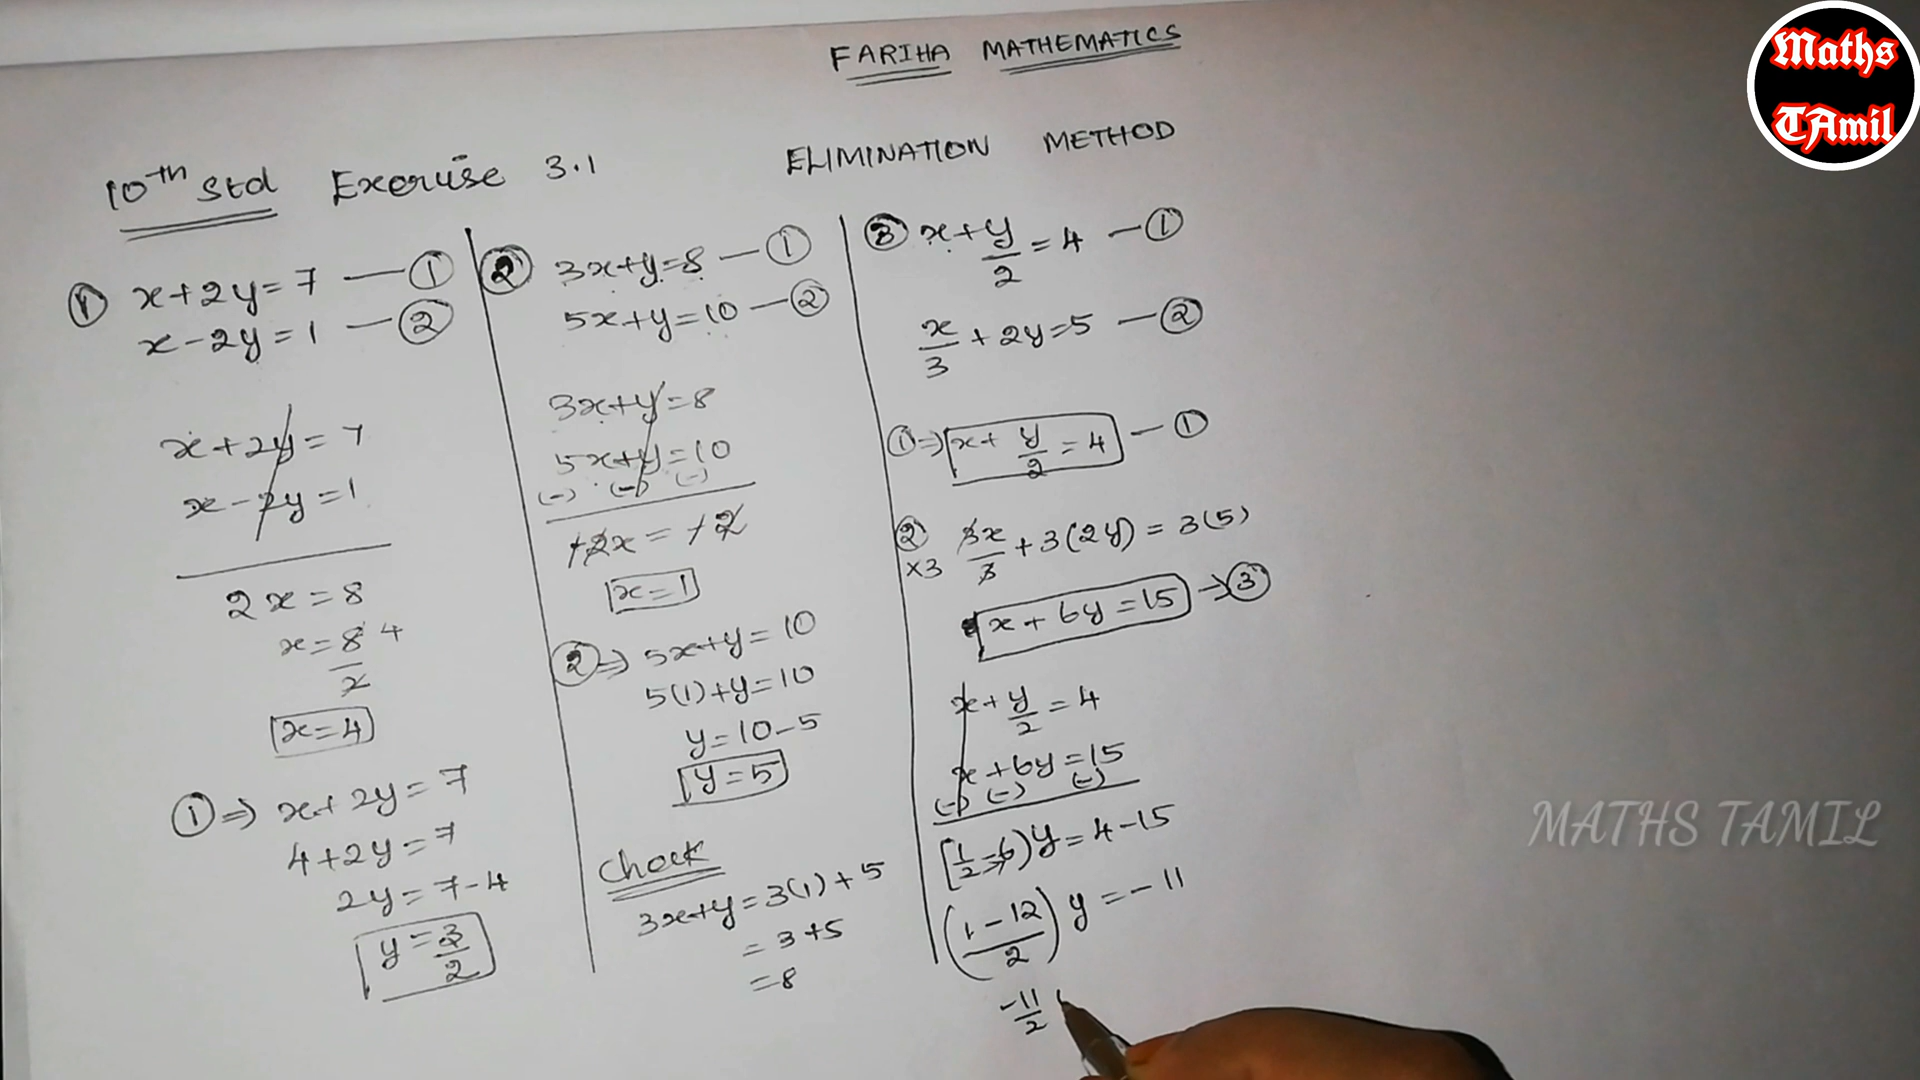 FARIHA MATHEMATICS
Maths
TAmil
10th Std Exercise 3.1
ELIMINATION METHOD
① x+2y=7 — ①
x-2y=1 — ②
x+2y=7
x-2y=1
2x=8
x=8/2 4
x=4
①⇒ x+2y=7
4+2y=7
2y=7-4
y=3/2
② 3x+y=8 — ①
5x+y=10 — ②
3x+y=8
5x+y=10
(-) (-) (-)
+2x=+2
x=1
②⇒ 5x+y=10
5(1)+y=10
y=10-5
y=5
Check
3x+y=3(1)+5
=3+5
=8
③ x+y/2=4 — ①
x/3+2y=5 — ②
①⇒ x+y/2=4 — ①
②×3 3x/3+3(2y)=3(5)
x+6y=15 → ③
x+y/2=4
x+6y=15
(-) (-) (-)
[1/2-6)y=4-15
(1-12/2)y=-11
-11/2
MATHS TAMIL